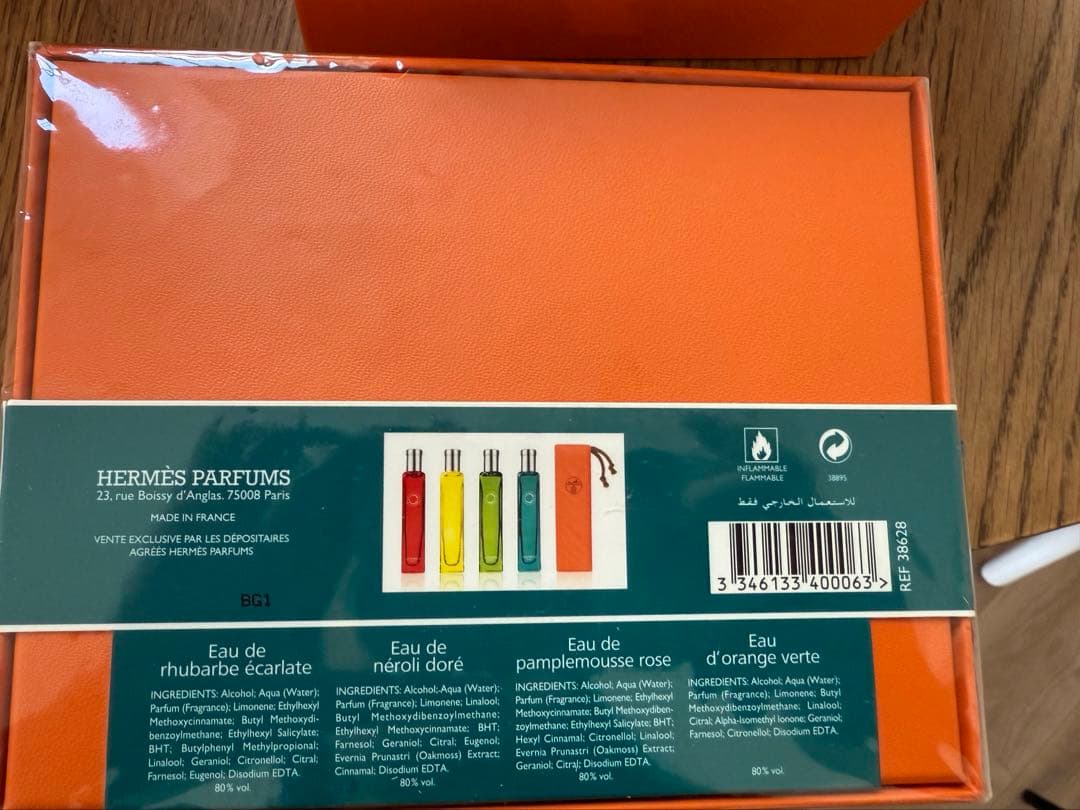 HERMÈS PARFUMS
23, rue Boissy d'Anglas. 75008 Paris
MADE IN FRANCE
VENTE EXCLUSIVE PAR LES DÉPOSITAIRES
AGRÉÉS HERMÈS PARFUMS
BG1
INFLAMMABLE
FLAMMABLE
38895
للاستعمال الخارجي فقط
3 346133 400063 >
REF 38628
Eau de
rhubarbe écarlate
INGREDIENTS: Alcohol; Aqua (Water);
Parfum (Fragrance); Limonene; Ethylhexyl
Methoxycinnamate; Butyl Methoxydi-
benzoylmethane; Ethylhexyl Salicylate;
BHT; Butylphenyl Methylpropional;
Linalool; Geraniol; Citronellol; Citral;
Farnesol; Eugenol; Disodium EDTA.
80% vol.
Eau de
néroli doré
INGREDIENTS: Alcohol; Aqua (Water);
Parfum (Fragrance); Limonene; Linalool;
Butyl Methoxydibenzoylmethane;
Ethylhexyl Methoxycinnamate; BHT;
Farnesol; Geraniol; Citral; Eugenol;
Evernia Prunastri (Oakmoss) Extract;
Cinnamal; Disodium EDTA.
80% vol.
Eau de
pamplemousse rose
INGREDIENTS: Alcohol; Aqua (Water);
Parfum (Fragrance); Limonene; Ethylhexyl
Methoxycinnamate; Butyl Methoxydiben-
zoylmethane; Ethylhexyl Salicylate; BHT;
Hexyl Cinnamal; Citronellol; Linalool;
Evernia Prunastri (Oakmoss) Extract;
Geraniol; Citral; Disodium EDTA.
80% vol.
Eau
d'orange verte
INGREDIENTS: Alcohol; Aqua (Water);
Parfum (Fragrance); Limonene; Butyl
Methoxydibenzoylmethane; Linalool;
Citral; Alpha-Isomethyl Ionone; Geraniol;
Farnesol; Citronellol; Disodium EDTA.
80% vol.